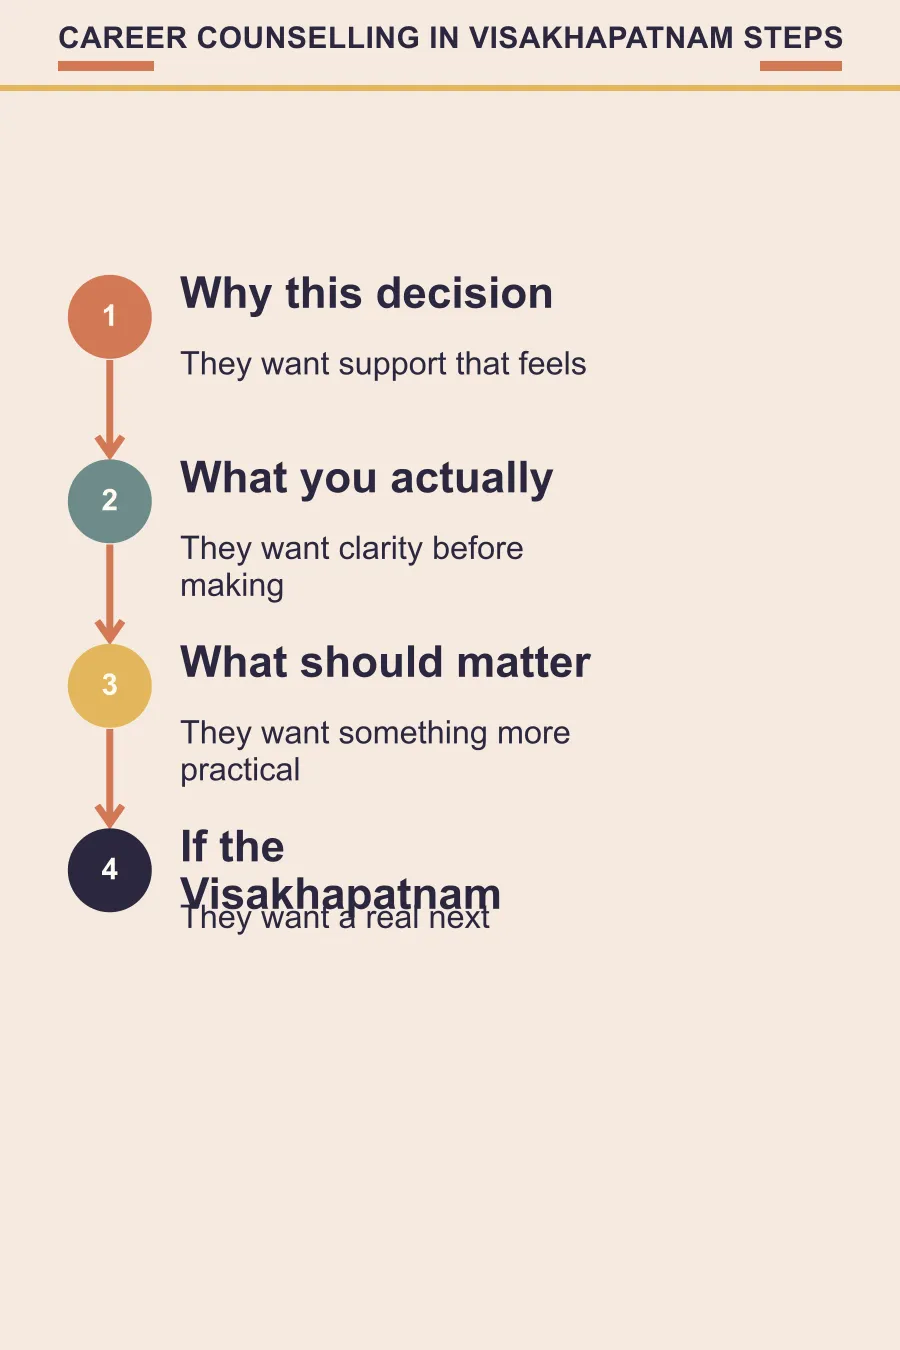 CAREER COUNSELLING IN VISAKHAPATNAM STEPS
1
Why this decision
They want support that feels
2
What you actually
They want clarity before
making
3
What should matter
They want something more
practical
4
If the
Visakhapatnam
They want a real next